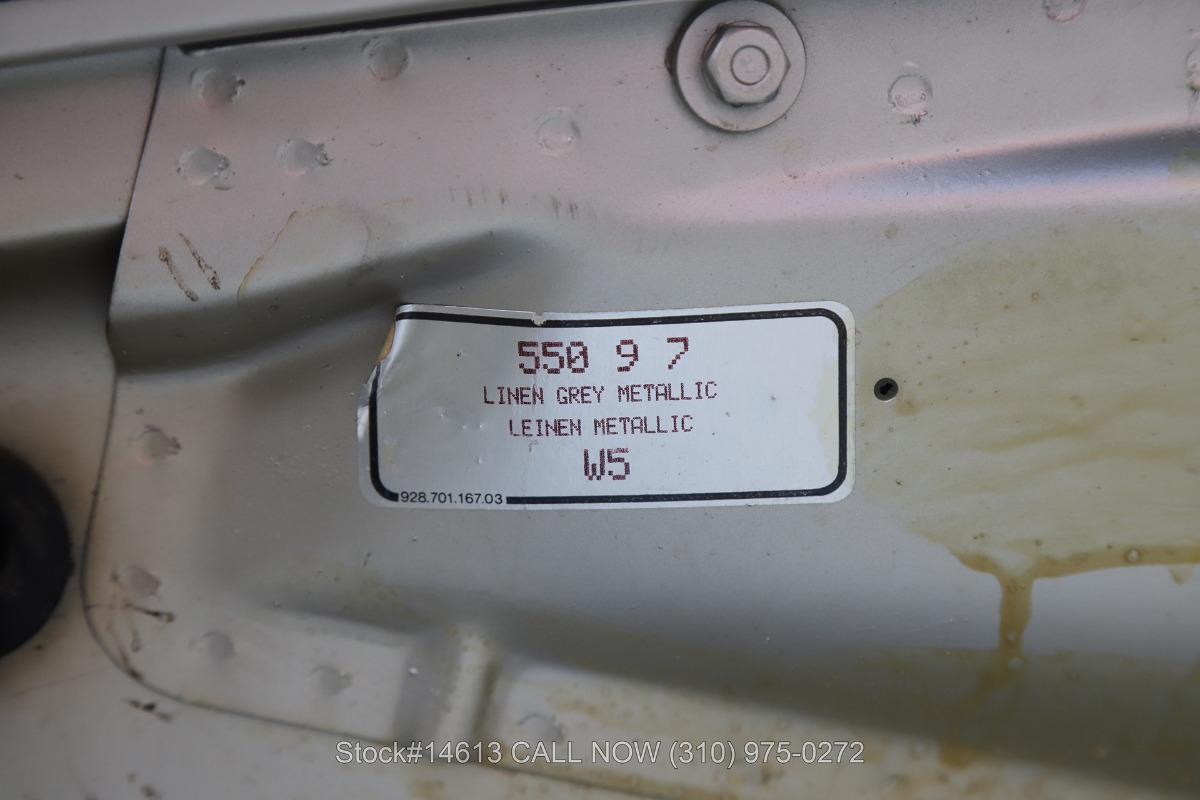 550 9 7
LINEN GREY METALLIC
LEINEN METALLIC
W5
928.701.167.03
Stock#14613 CALL NOW (310) 975-0272